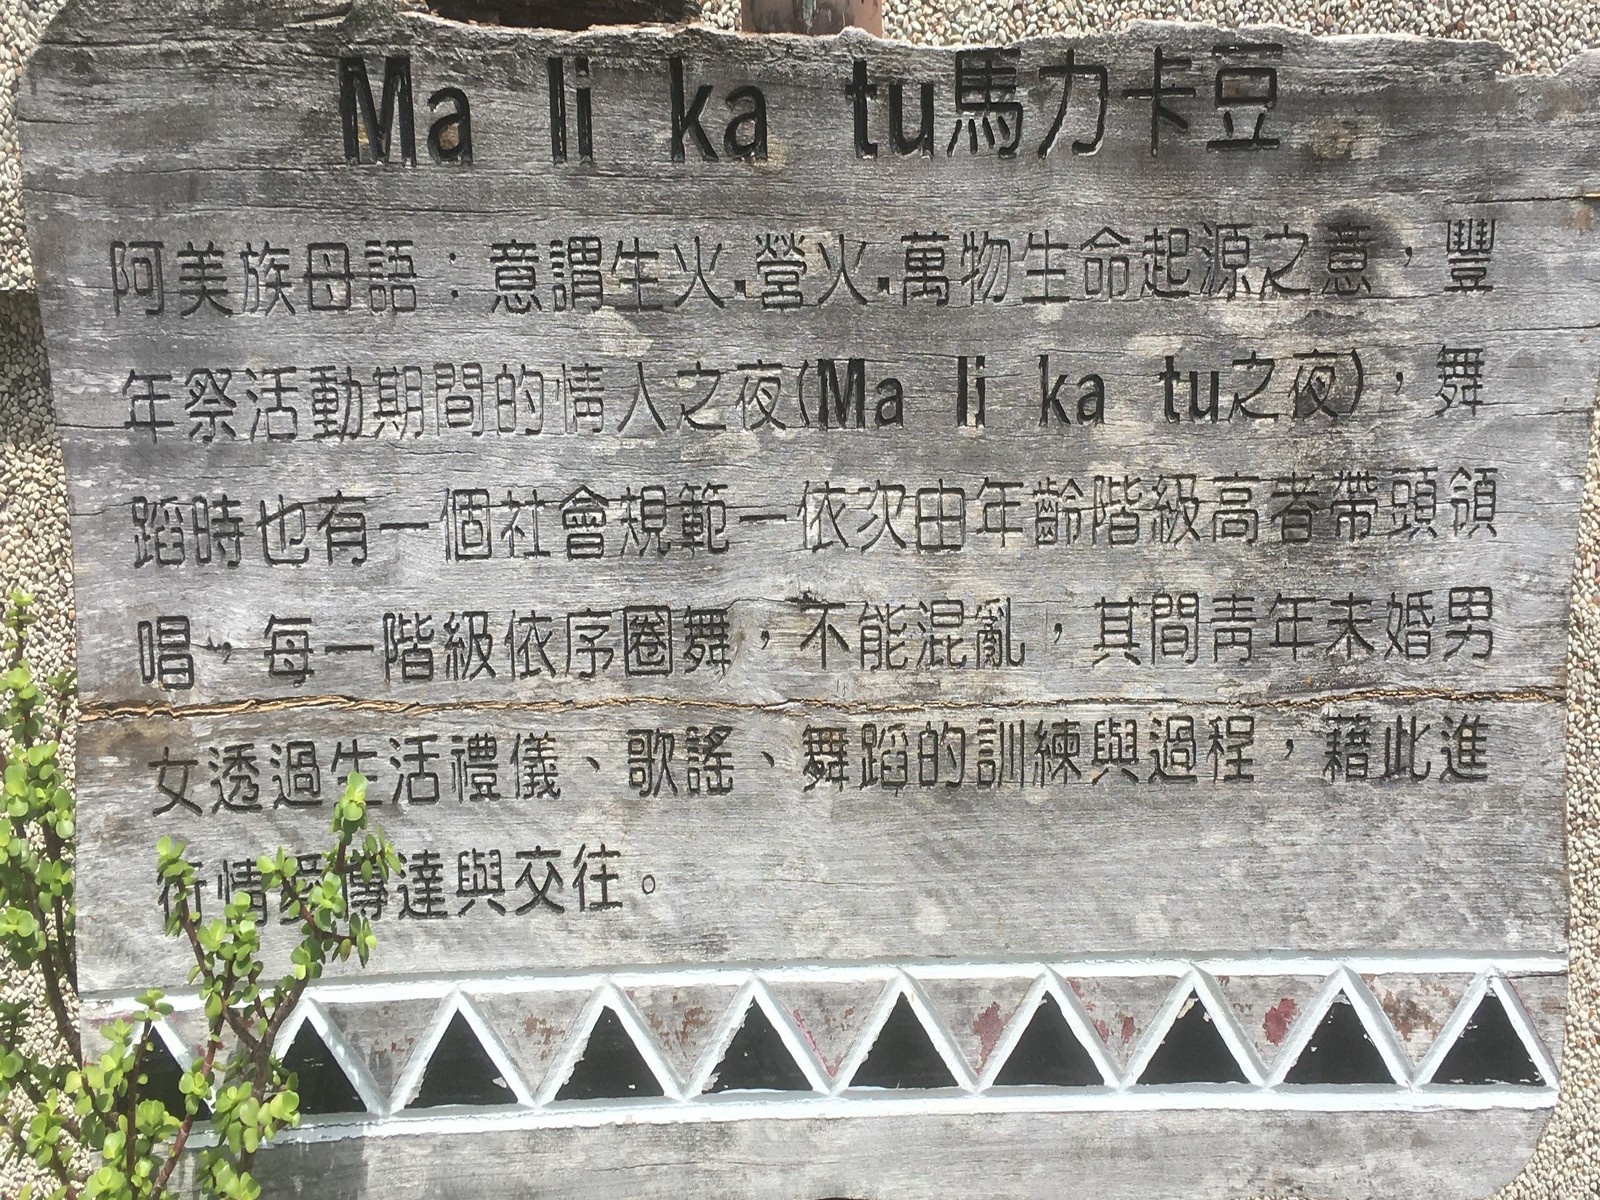 Ma li ka tu馬力卡豆
阿美族母語：意謂生火.營火.萬物生命起源之意，豐
年祭活動期間的情人之夜(Ma li ka tu之夜)，舞
蹈時也有一個社會規範一依次由年齡階級高者帶頭領
唱，每一階級依序圈舞，不能混亂，其間青年未婚男
女透過生活禮儀、歌謠、舞蹈的訓練與過程，藉此進
行情愛傳達與交往。